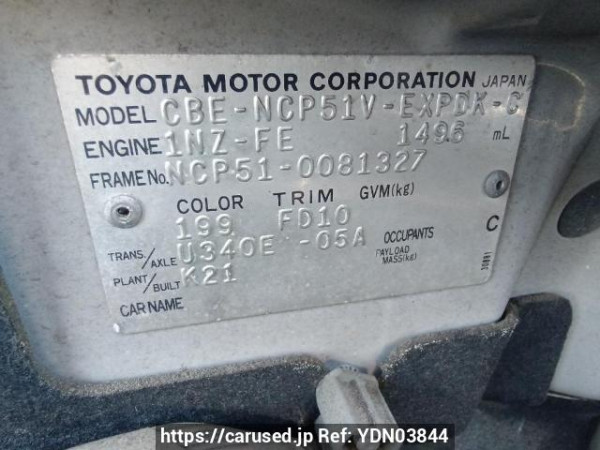 TOYOTA MOTOR CORPORATION JAPAN
MODEL CBE-NCP51V-EXPDK-G
ENGINE 1NZ-FE 1496 mL
FRAME No. NCP51-0081327
COLOR TRIM GVM(kg)
199 FD10
TRANS./AXLE U340E -05A OCCUPANTS C
PAYLOAD MASS(kg)
PLANT/BUILT K21
CAR NAME
https://carused.jp Ref: YDN03844